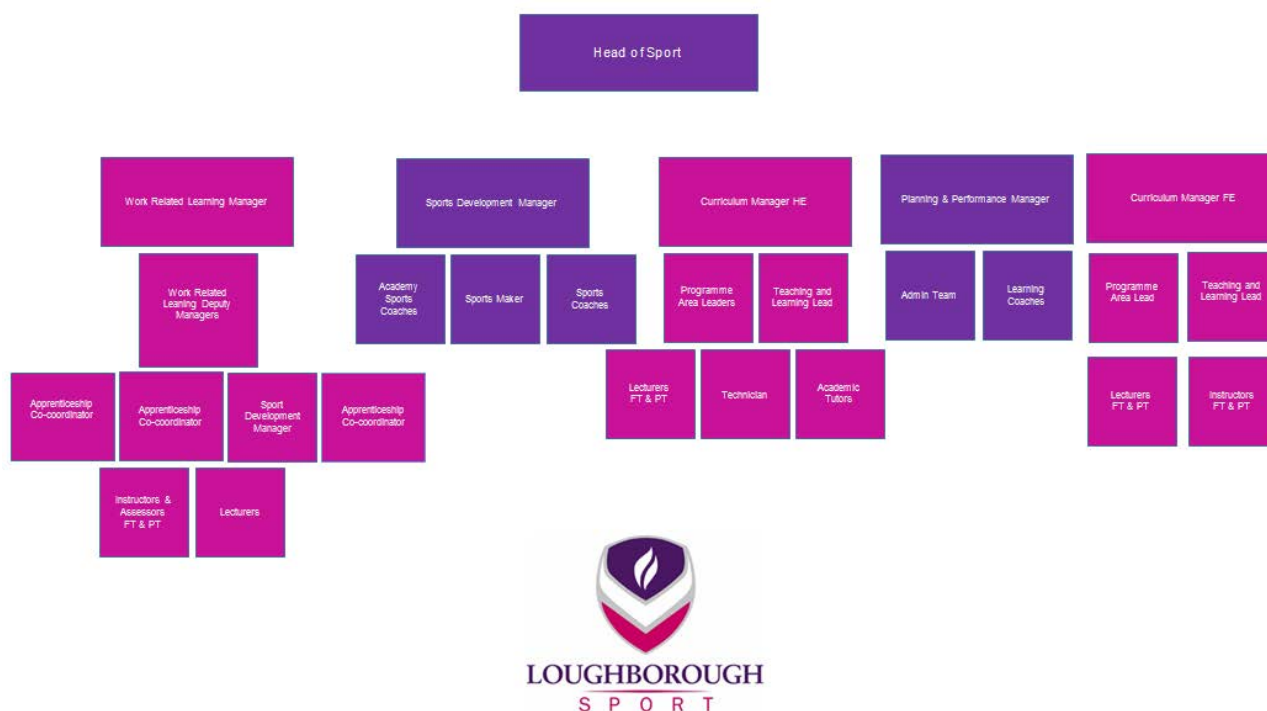 Head of Sport
Work Related Learning Manager
Sports Development Manager
Curriculum Manager HE
Planning & Performance Manager
Curriculum Manager FE
Work Related
Leaning Deputy
Managers
Academy
Sports
Coaches
Sports Maker
Sports
Coaches
Programme
Area Leaders
Teaching and
Learning Lead
Admin Team
Learning
Coaches
Programme
Area Lead
Teaching and
Learning Lead
Apprenticeship
Co-coordinator
Apprenticeship
Co-coordinator
Sport
Development
Manager
Apprenticeship
Co-coordinator
Lecturers
FT & PT
Technician
Academic
Tutors
Lecturers
FT & PT
Instructors
FT & PT
Instructors &
Assessors
FT & PT
Lecturers
LOUGHBOROUGH
SPORT